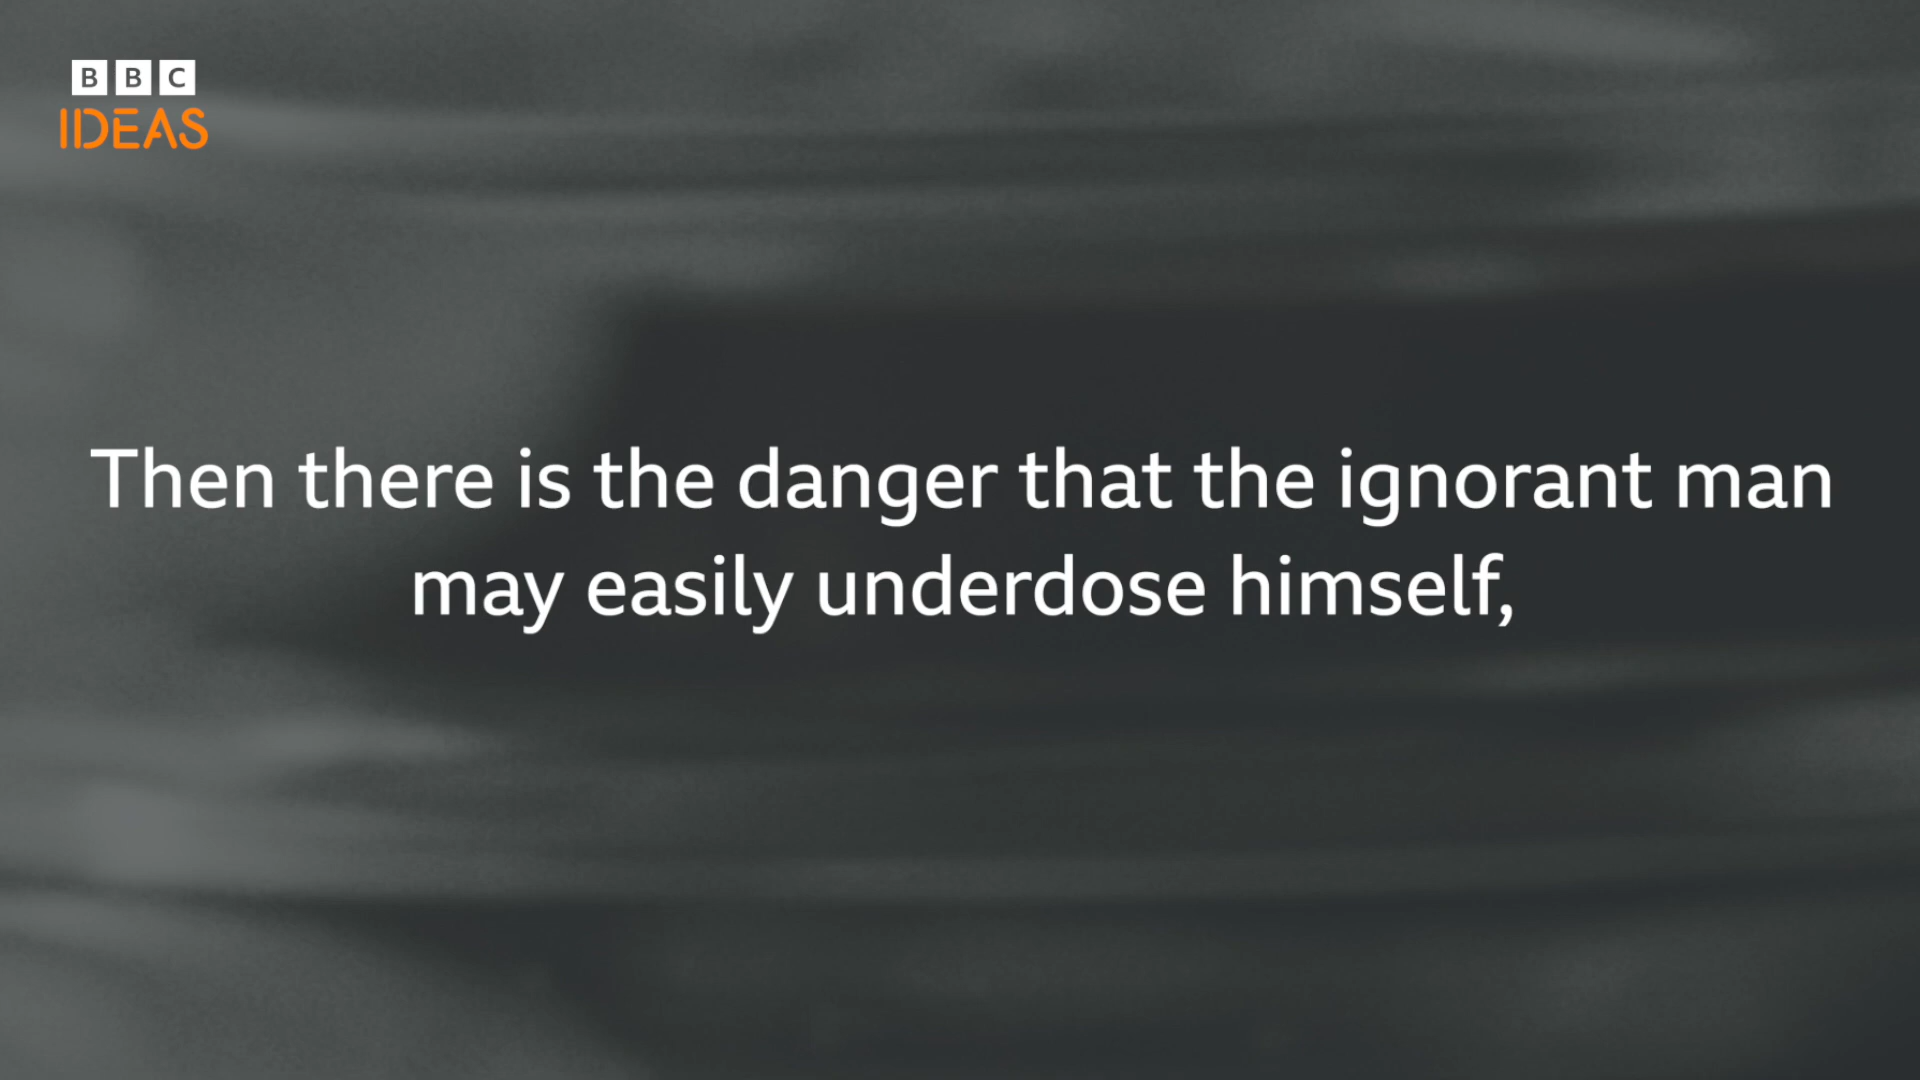 BBC
IDEAS
Then there is the danger that the ignorant man
may easily underdose himself,